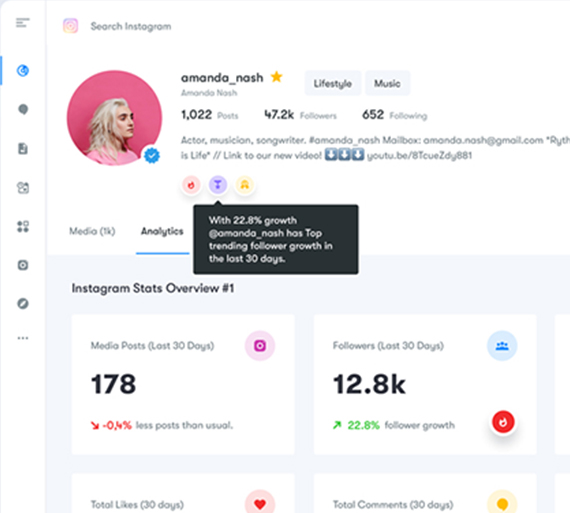 Search Instagram
amanda_nash
Lifestyle
Music
Amanda Nash
1,022 Posts 47.2k Followers 652 Following
Actor, musician, songwriter. #amanda_nash Mailbox: amanda.nash@gmail.com "Ryth
is Life" // Link to our new video! ⬇️⬇️⬇️ youtu.be/8TcueZdy881
With 22.8% growth
@amanda_nash has Top
trending follower growth in
the last 30 days.
Media (1k)
Analytics
Instagram Stats Overview #1
Media Posts (Last 30 Days)
178
-0,4% less posts than usual.
Followers (Last 30 Days)
12.8k
22.8% follower growth
Total Likes (30 days)
Total Comments (30 days)